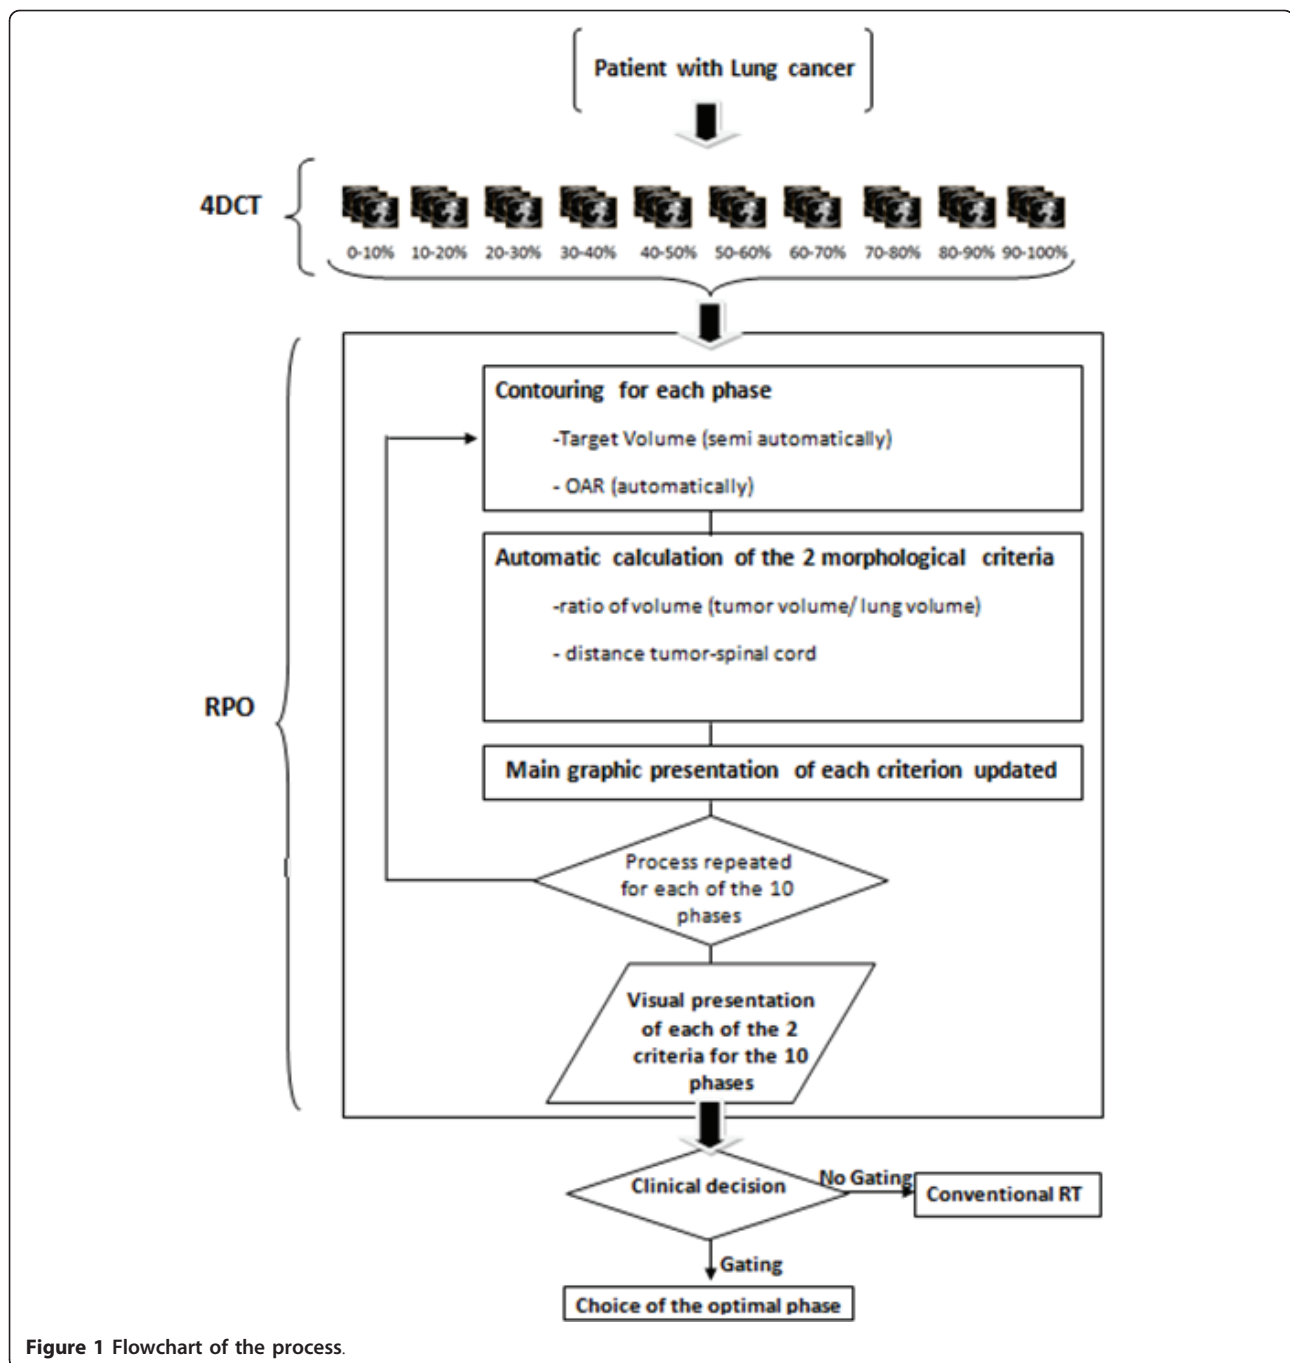 Patient with Lung cancer
4DCT
0-10% 10-20% 20-30% 30-40% 40-50% 50-60% 60-70% 70-80% 80-90% 90-100%
Contouring for each phase
-Target Volume (semi automatically)
- OAR (automatically)
Automatic calculation of the 2 morphological criteria
-ratio of volume (tumor volume/ lung volume)
- distance tumor-spinal cord
RPO
Main graphic presentation of each criterion updated
Process repeated
for each of the 10
phases
Visual presentation
of each of the 2
criteria for the 10
phases
Clinical decision
No Gating
Conventional RT
Gating
Choice of the optimal phase
Figure 1 Flowchart of the process.